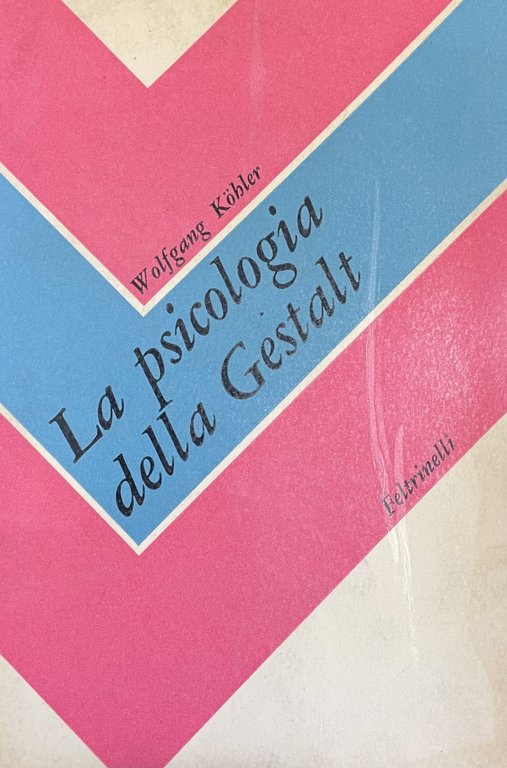 Wolfgang Köhler
La psicologia
della Gestalt
Feltrinelli